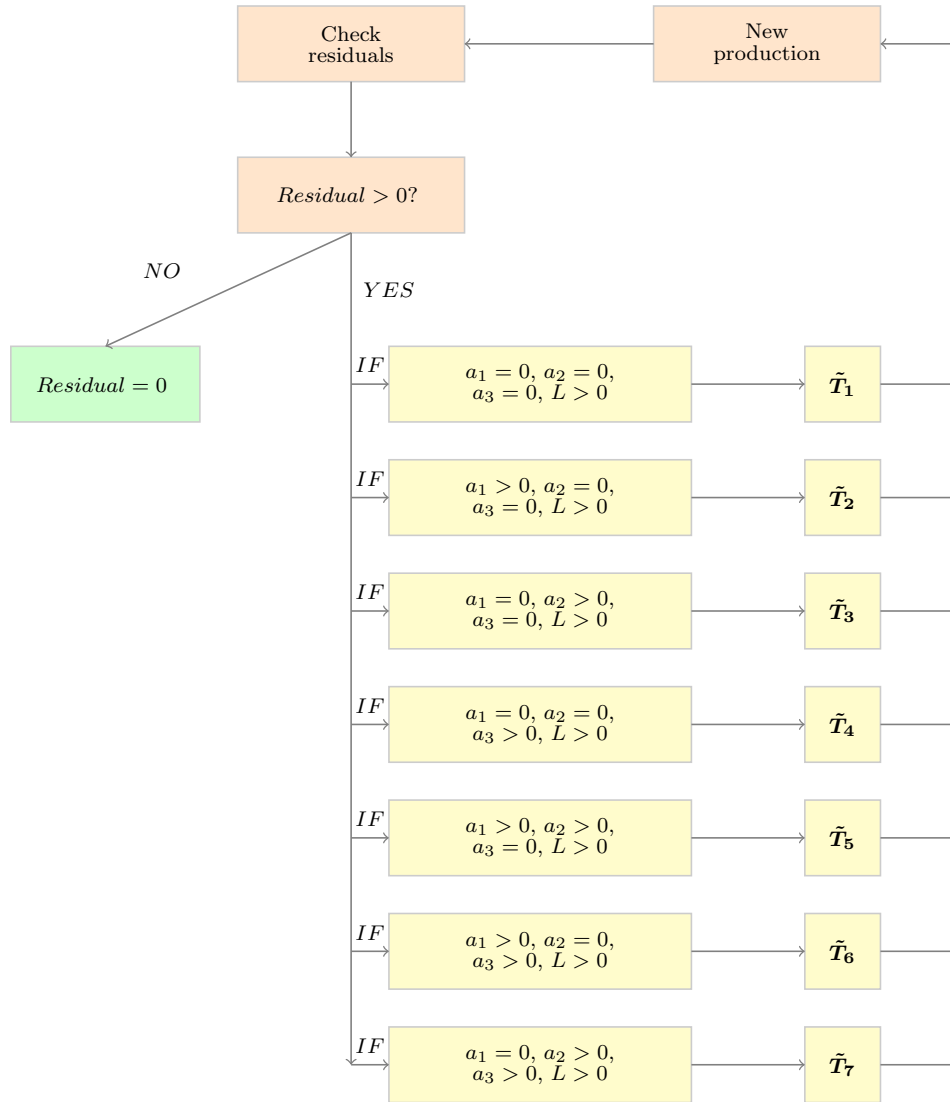 Check
residuals
New
production
Residual > 0?
NO
YES
Residual = 0
IF
a₁ = 0, a₂ = 0,
a₃ = 0, L > 0
T̃₁
IF
a₁ > 0, a₂ = 0,
a₃ = 0, L > 0
T̃₂
IF
a₁ = 0, a₂ > 0,
a₃ = 0, L > 0
T̃₃
IF
a₁ = 0, a₂ = 0,
a₃ > 0, L > 0
T̃₄
IF
a₁ > 0, a₂ > 0,
a₃ = 0, L > 0
T̃₅
IF
a₁ > 0, a₂ = 0,
a₃ > 0, L > 0
T̃₆
IF
a₁ = 0, a₂ > 0,
a₃ > 0, L > 0
T̃₇